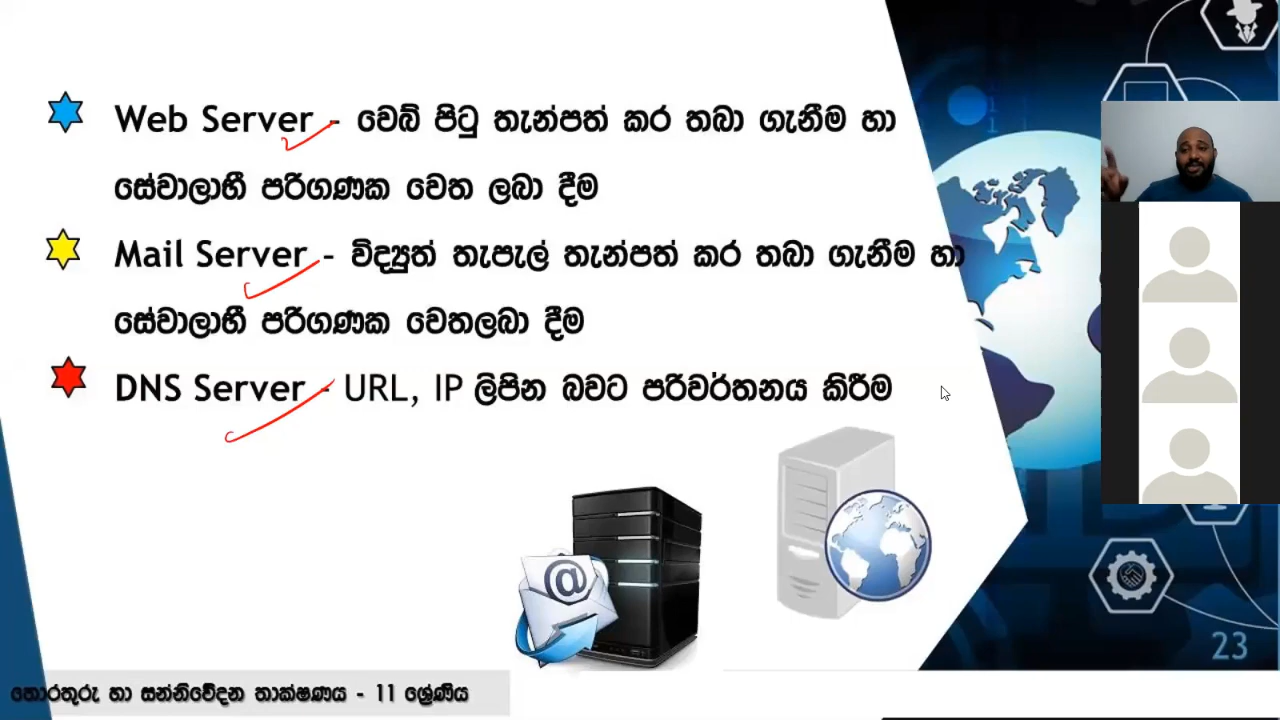 Web Server - වෙබ් පිටු තැන්පත් කර තබා ගැනීම හා
සේවාලාභී පරිගණක වෙත ලබා දීම
Mail Server - විද්‍යුත් තැපැල් තැන්පත් කර තබා ගැනීම හා
සේවාලාභී පරිගණක වෙතලබා දීම
DNS Server - URL, IP ලිපින බවට පරිවර්තනය කිරීම
@
23
තොරතුරු හා සන්නිවේදන තාක්ෂණය - 11 ශ්‍රේණිය